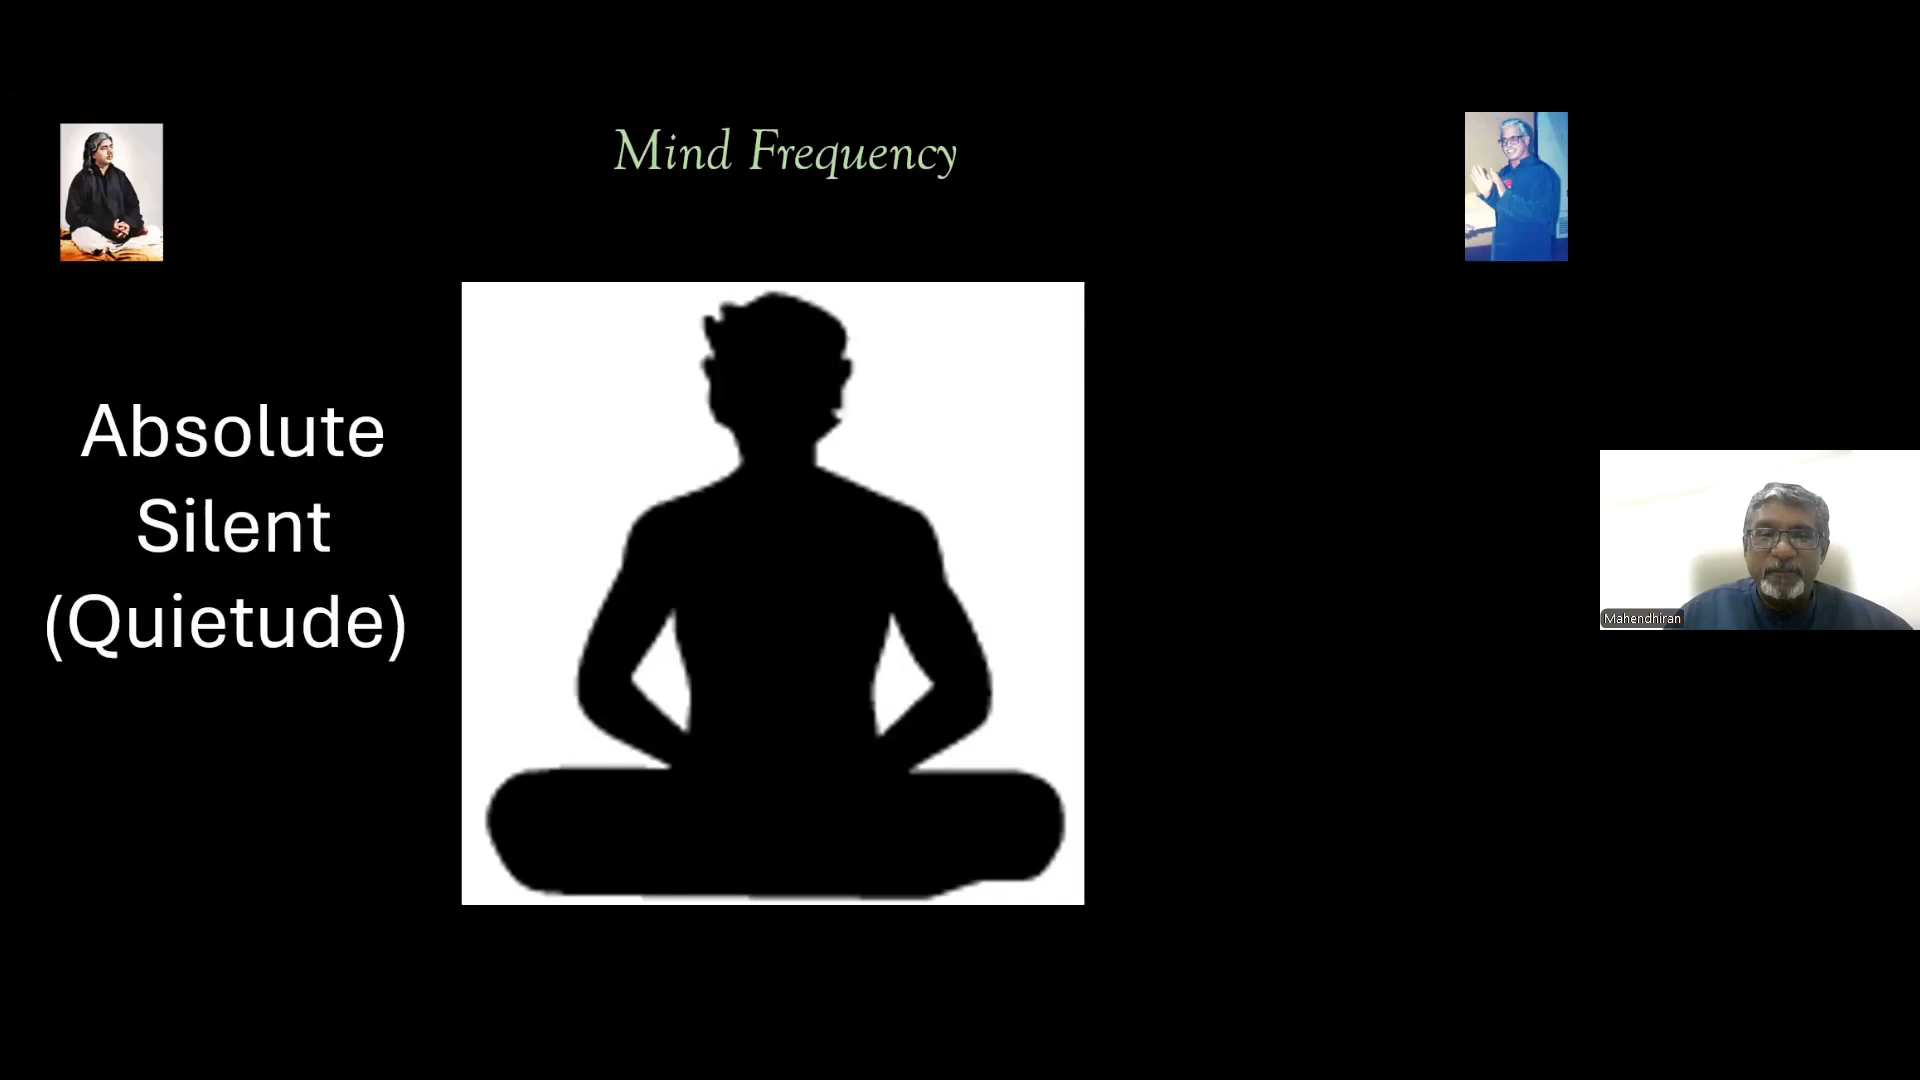 Mind Frequency
Absolute
Silent
(Quietude)
Mahendhiran